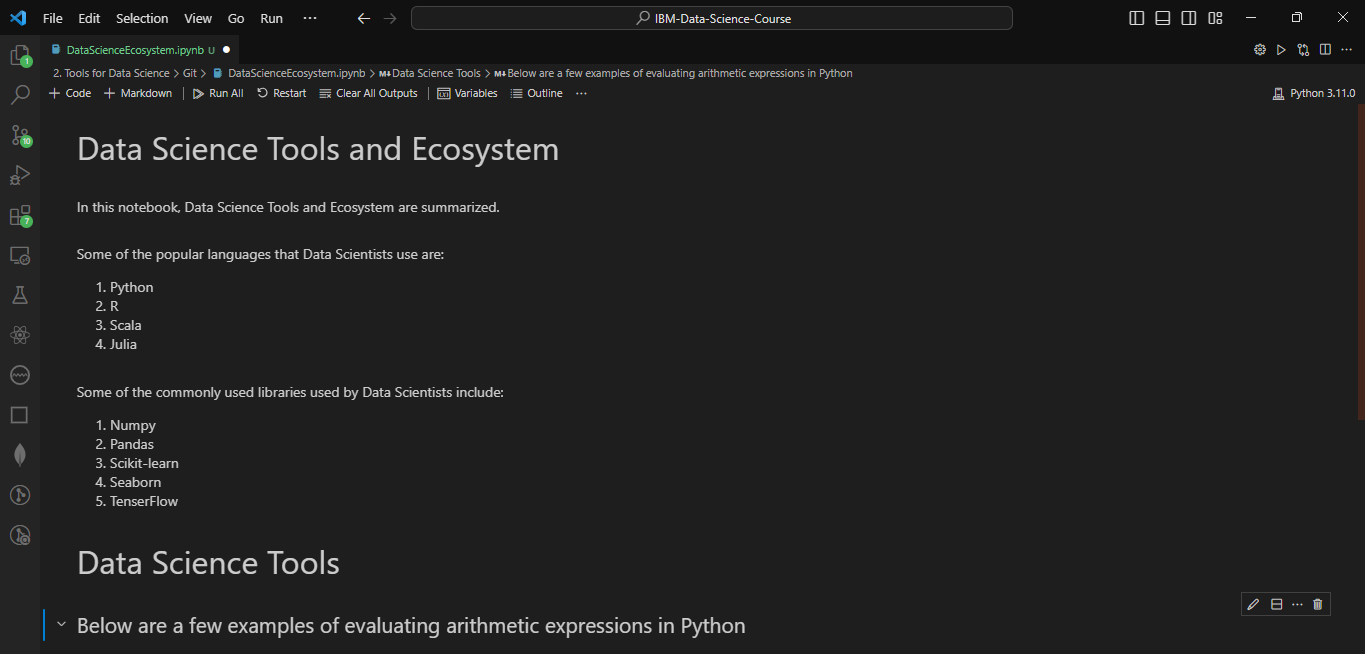 File Edit Selection View Go Run ··· IBM-Data-Science-Course
1
DataScienceEcosystem.ipynb U
2. Tools for Data Science > Git > DataScienceEcosystem.ipynb > M↓Data Science Tools > M↓Below are a few examples of evaluating arithmetic expressions in Python
+ Code + Markdown | Run All Restart Clear All Outputs | Variables Outline ··· Python 3.11.0
10
7
Data Science Tools and Ecosystem
In this notebook, Data Science Tools and Ecosystem are summarized.
Some of the popular languages that Data Scientists use are:
1. Python
2. R
3. Scala
4. Julia
Some of the commonly used libraries used by Data Scientists include:
1. Numpy
2. Pandas
3. Scikit-learn
4. Seaborn
5. TenserFlow
Data Science Tools
Below are a few examples of evaluating arithmetic expressions in Python